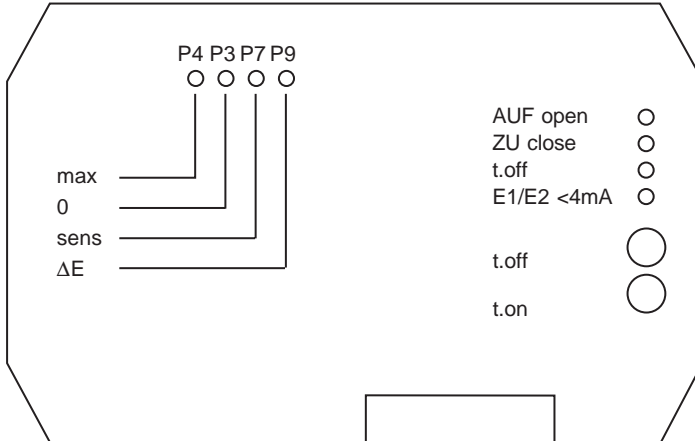 P4 P3 P7 P9
max
0
sens
ΔE
AUF open
ZU close
t.off
E1/E2 <4mA
t.off
t.on